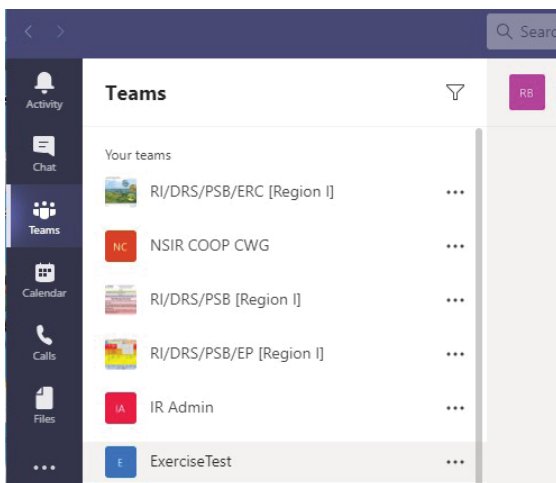 Searc
Activity
Chat
Teams
Calendar
Calls
Files
Teams
Your teams
RI/DRS/PSB/ERC [Region I]
NC NSIR COOP CWG
RI/DRS/PSB [Region I]
RI/DRS/PSB/EP [Region I]
IA IR Admin
E ExerciseTest
RB